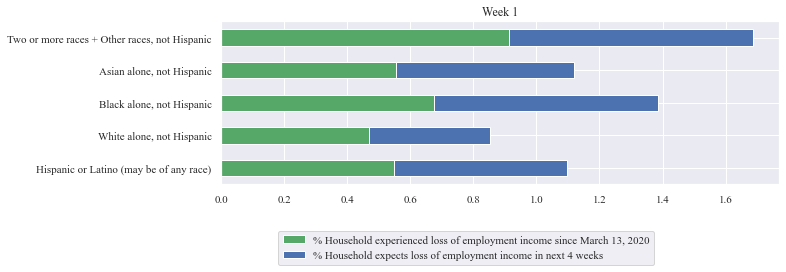 Week 1
Two or more races + Other races, not Hispanic
Asian alone, not Hispanic
Black alone, not Hispanic
White alone, not Hispanic
Hispanic or Latino (may be of any race)
0.0 0.2 0.4 0.6 0.8 1.0 1.2 1.4 1.6
% Household experienced loss of employment income since March 13, 2020
% Household expects loss of employment income in next 4 weeks